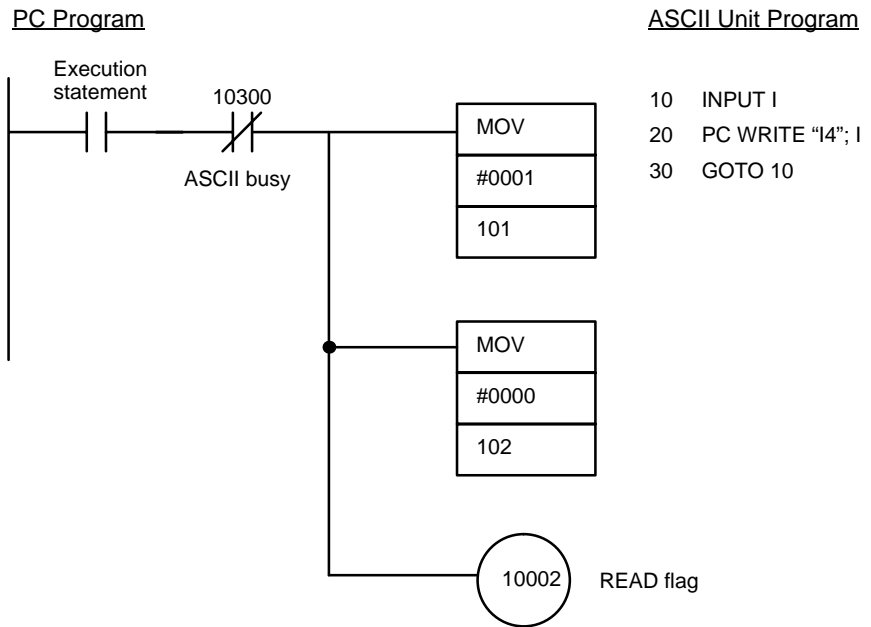 PC Program
ASCII Unit Program
Execution
statement
10300
ASCII busy
MOV
#0001
101
10 INPUT I
20 PC WRITE “I4”; I
30 GOTO 10
MOV
#0000
102
10002
READ flag